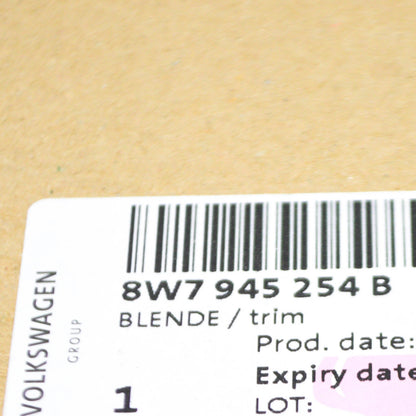 8W7 945 254 B
BLENDE / trim
Prod. date:
Expiry date
1
LOT:
VOLKSWAGEN
GROUP